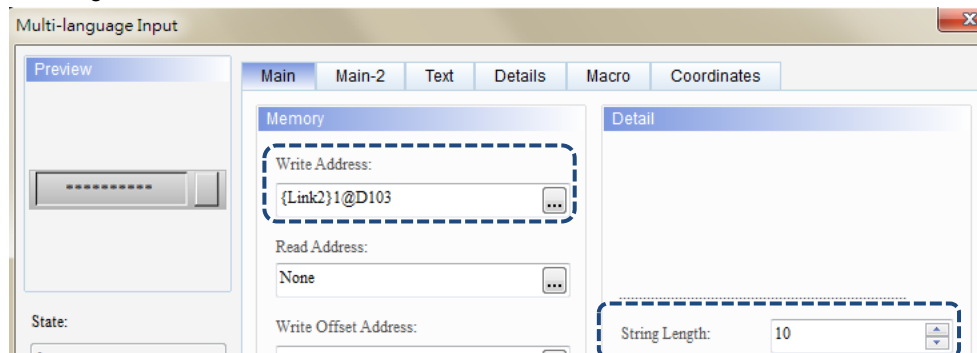 Multi-language Input
Preview
**********
State:
Main Main-2 Text Details Macro Coordinates
Memory
Write Address:
{Link2}1@D103
...
Read Address:
None
...
Write Offset Address:
Detail
String Length: 10